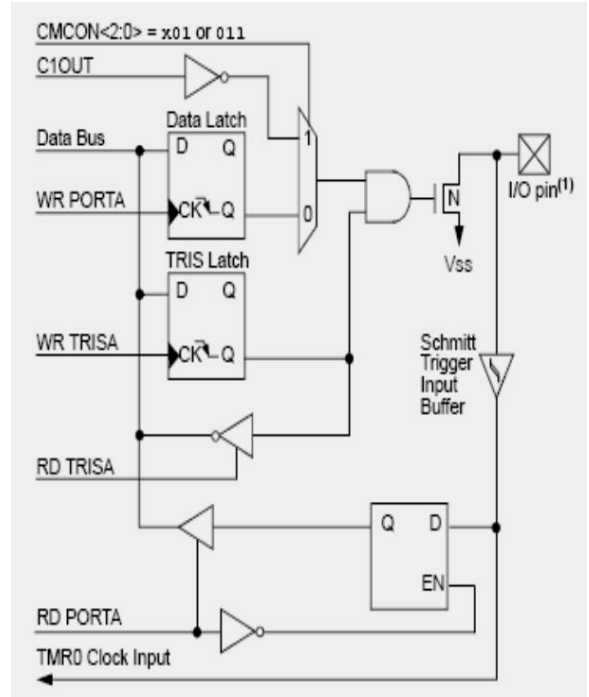 CMCON<2:0> = x01 or 011
C1OUT
Data Latch
Data Bus
D Q
1
WR PORTA
CK Q
0
N
I/O pin(1)
Vss
TRIS Latch
D Q
WR TRISA
CK Q
Schmitt
Trigger
Input
Buffer
RD TRISA
Q D
EN
RD PORTA
TMR0 Clock Input